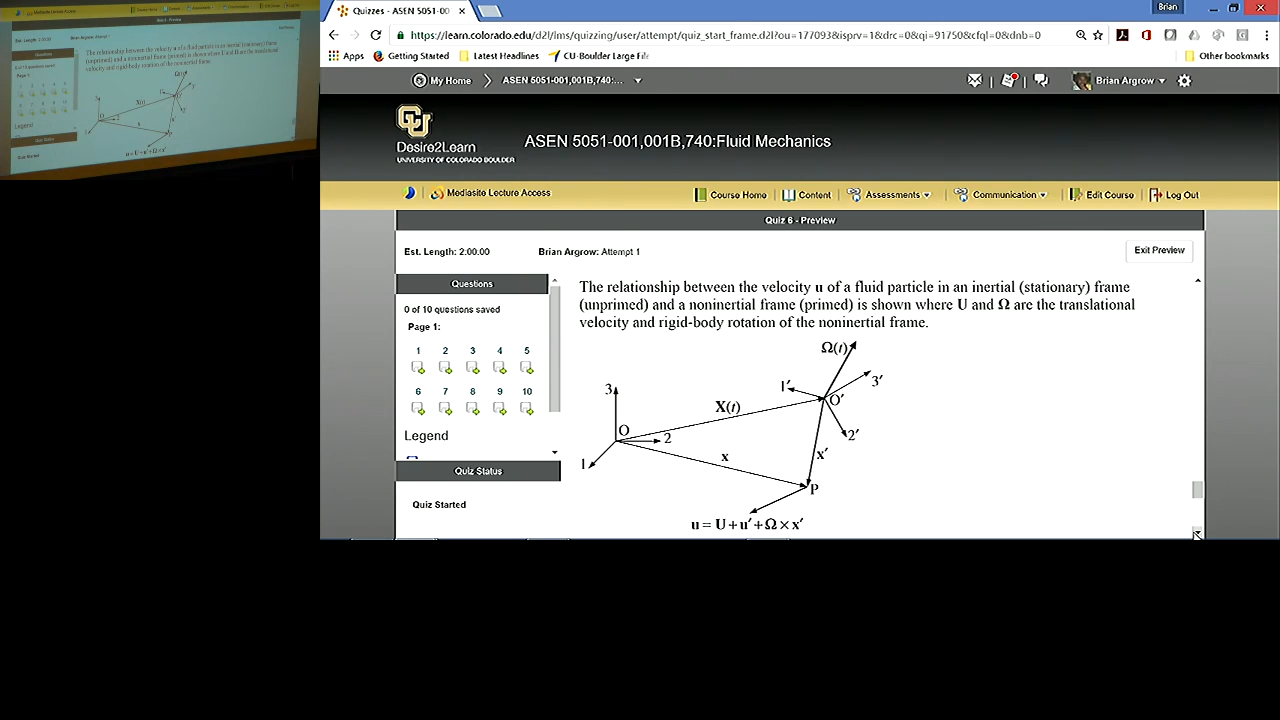 Quizzes - ASEN 5051-00
Brian
https://learn.colorado.edu/d2l/lms/quizzing/user/attempt/quiz_start_frame.d2l?ou=177093&isprv=1&drc=0&qi=91750&cfql=0&dnb=0
Apps
Getting Started
Latest Headlines
CU-Boulder Large File
Other bookmarks
My Home
ASEN 5051-001,001B,740:...
Brian Argrow
CU
Desire2Learn
UNIVERSITY OF COLORADO BOULDER
ASEN 5051-001,001B,740:Fluid Mechanics
Mediasite Lecture Access
Course Home
Content
Assessments
Communication
Edit Course
Log Out
Quiz 6 - Preview
Est. Length: 2:00:00
Brian Argrow: Attempt 1
Exit Preview
Questions
0 of 10 questions saved
Page 1:
1 2 3 4 5
6 7 8 9 10
Legend
Quiz Status
Quiz Started
The relationship between the velocity u of a fluid particle in an inertial (stationary) frame
(unprimed) and a noninertial frame (primed) is shown where U and Ω are the translational
velocity and rigid-body rotation of the noninertial frame.
Ω(t)
1′
3′
O′
3
X(t)
O
2
2′
1
x
x′
P
u = U + u′ + Ω × x′